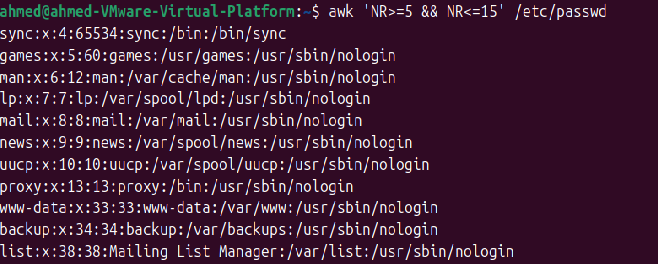 ahmed@ahmed-VMware-Virtual-Platform:~$ awk 'NR>=5 && NR<=15' /etc/passwd
sync:x:4:65534:sync:/bin:/bin/sync
games:x:5:60:games:/usr/games:/usr/sbin/nologin
man:x:6:12:man:/var/cache/man:/usr/sbin/nologin
lp:x:7:7:lp:/var/spool/lpd:/usr/sbin/nologin
mail:x:8:8:mail:/var/mail:/usr/sbin/nologin
news:x:9:9:news:/var/spool/news:/usr/sbin/nologin
uucp:x:10:10:uucp:/var/spool/uucp:/usr/sbin/nologin
proxy:x:13:13:proxy:/bin:/usr/sbin/nologin
www-data:x:33:33:www-data:/var/www:/usr/sbin/nologin
backup:x:34:34:backup:/var/backups:/usr/sbin/nologin
list:x:38:38:Mailing List Manager:/var/list:/usr/sbin/nologin